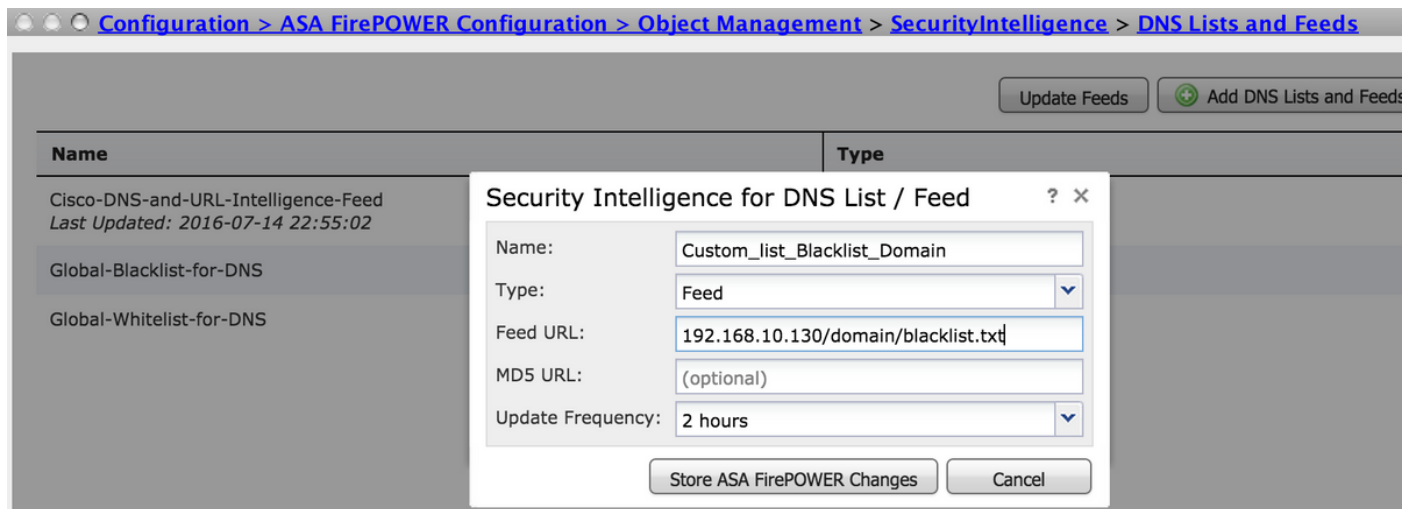 Configuration > ASA FirePOWER Configuration > Object Management > SecurityIntelligence > DNS Lists and Feeds
Update Feeds
Add DNS Lists and Feeds
Name
Type
Cisco-DNS-and-URL-Intelligence-Feed
Last Updated: 2016-07-14 22:55:02
Global-Blacklist-for-DNS
Global-Whitelist-for-DNS
Security Intelligence for DNS List / Feed
? ×
Name: Custom_list_Blacklist_Domain
Type: Feed
Feed URL: 192.168.10.130/domain/blacklist.txt
MD5 URL: (optional)
Update Frequency: 2 hours
Store ASA FirePOWER Changes
Cancel